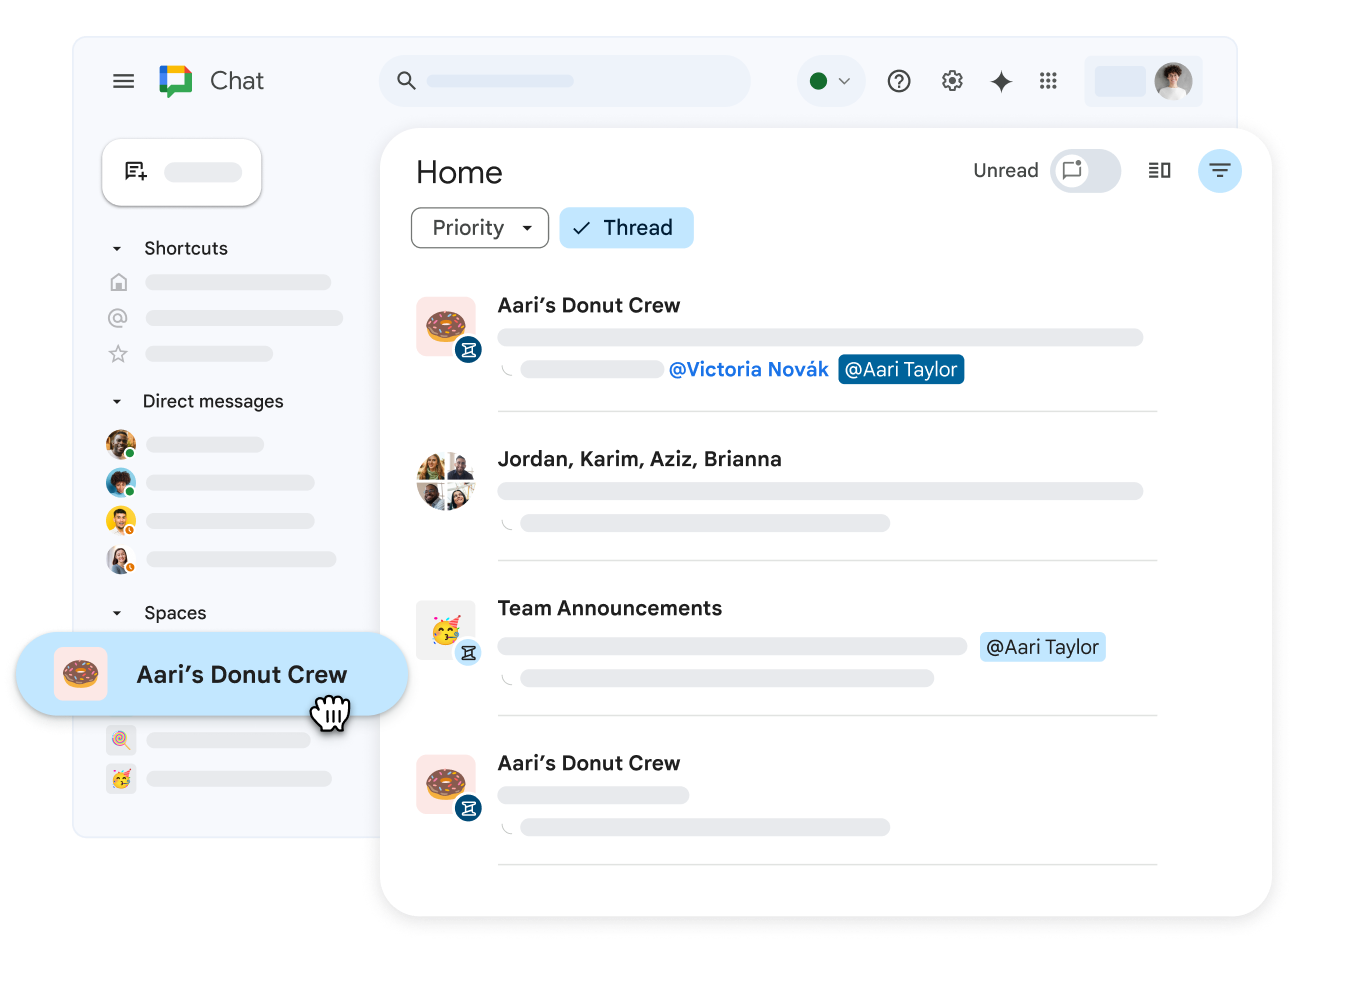 Chat
Home
Unread
Priority
Thread
Shortcuts
Direct messages
Spaces
Aari’s Donut Crew
Aari’s Donut Crew
@Victoria Novák @Aari Taylor
Jordan, Karim, Aziz, Brianna
Team Announcements
@Aari Taylor
Aari’s Donut Crew